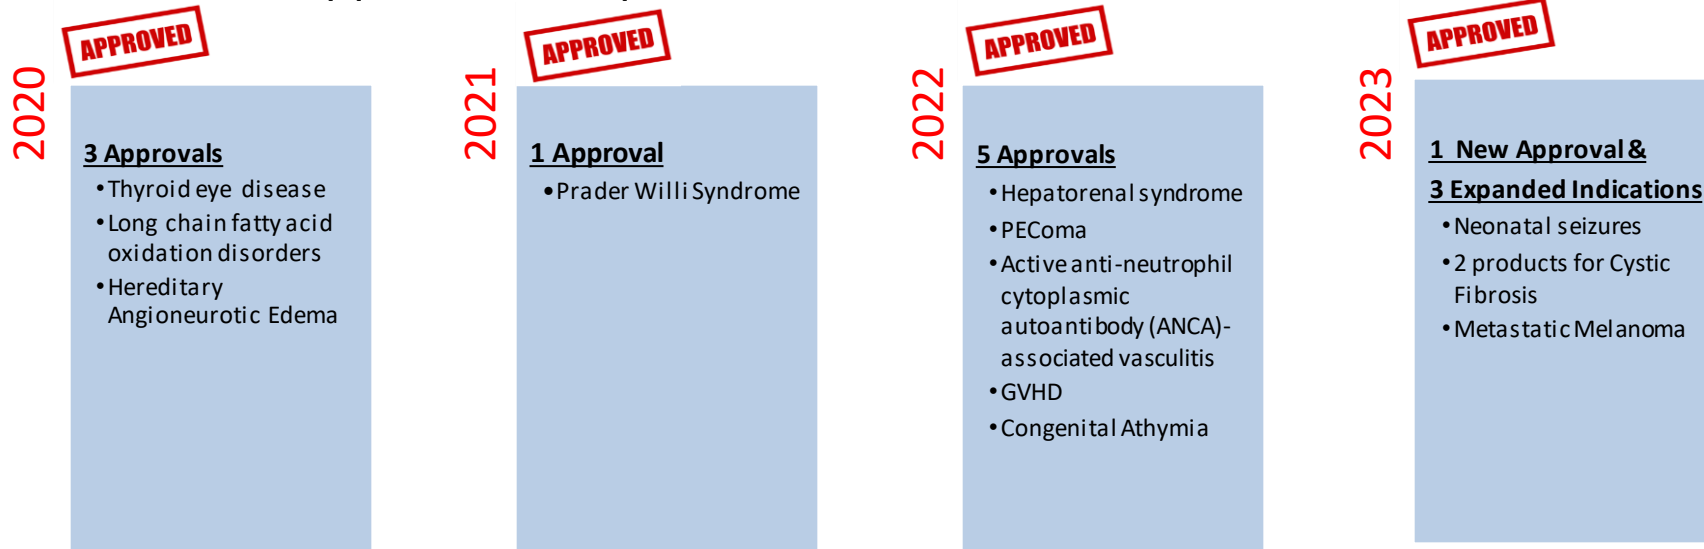 APPROVED
2020
3 Approvals
•Thyroid eye disease
•Long chain fatty acid
oxidation disorders
•Hereditary
Angioneurotic Edema
APPROVED
2021
1 Approval
•Prader Willi Syndrome
APPROVED
2022
5 Approvals
•Hepatorenal syndrome
•PEComa
•Active anti-neutrophil
cytoplasmic
autoantibody (ANCA)-
associated vasculitis
•GVHD
•Congenital Athymia
APPROVED
2023
1 New Approval &
3 Expanded Indications
•Neonatal seizures
•2 products for Cystic
Fibrosis
•Metastatic Melanoma